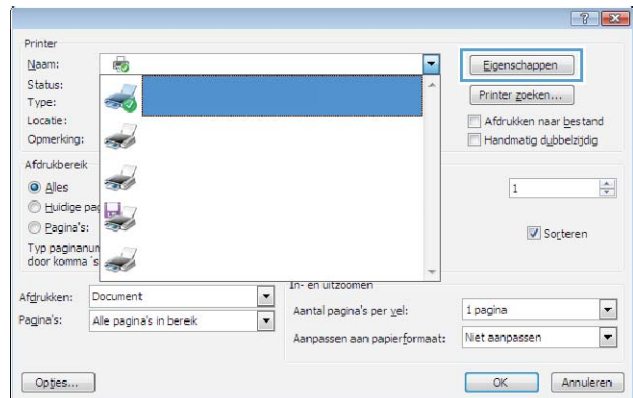 Printer
Naam:
Eigenschappen
Status:
Type:
Printer zoeken...
Locatie:
Afdrukken naar bestand
Opmerking:
Handmatig dubbelzijdig
Afdrukbereik
Alles
1
Huidige pag
Pagina's:
Sorteren
Typ paginanum
door komma's
In- en uitzoomen
Afdrukken:
Document
Aantal pagina's per vel:
1 pagina
Pagina's:
Alle pagina's in bereik
Aanpassen aan papierformaat:
Niet aanpassen
Opties...
OK
Annuleren